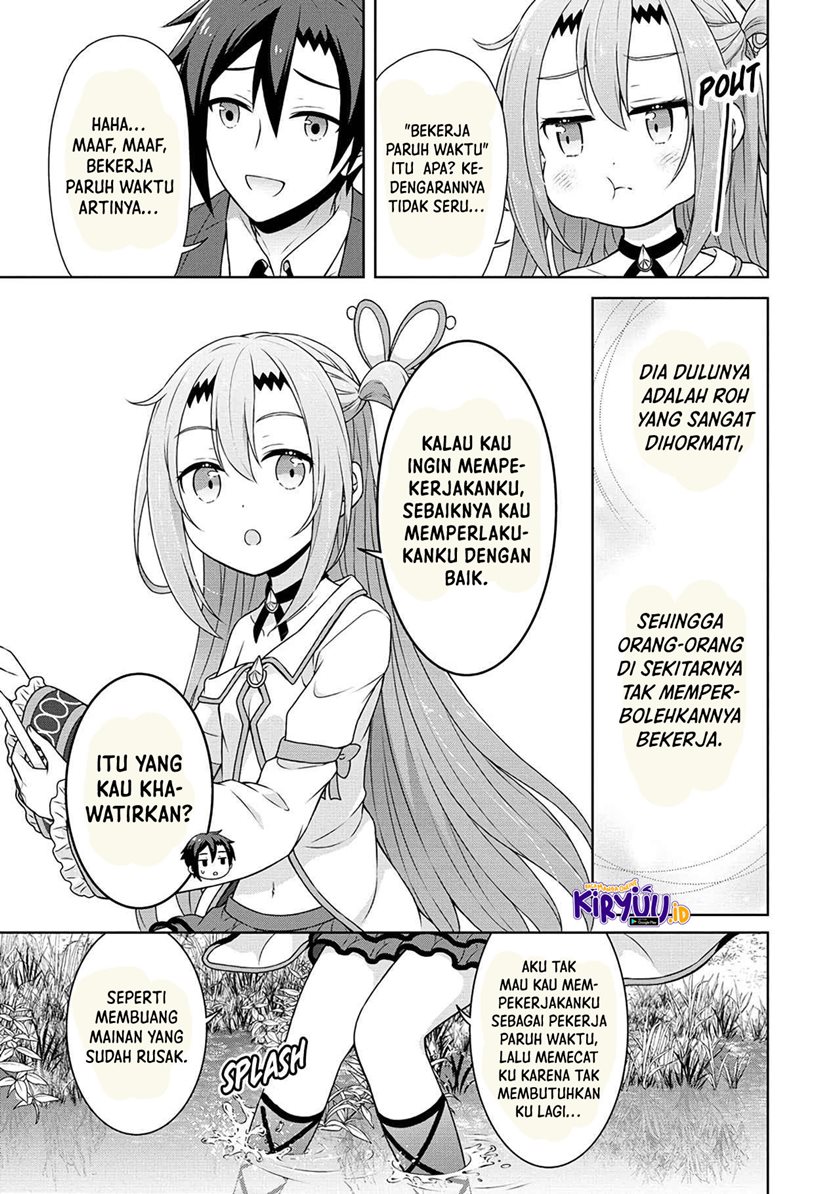 POUT
"BEKERJA
PARUH WAKTU"
ITU APA? KE-
DENGARANNYA
TIDAK SERU...
HAHA...
MAAF, MAAF,
BEKERJA
PARUH WAKTU
ARTINYA...
DIA DULUNYA
ADALAH ROH
YANG SANGAT
DIHORMATI,
SEHINGGA
ORANG-ORANG
DI SEKITARNYA
TAK MEMPER-
BOLEHKANNYA
BEKERJA.
KALAU KAU
INGIN MEMPE-
KERJAKANKU,
SEBAIKNYA KAU
MEMPERLAKU-
KANKU DENGAN
BAIK.
ITU YANG
KAU KHA-
WATIRKAN?
KIRYUU.ID
Google Play
AKU TAK
MAU KAU MEM-
PEKERJAKANKU
SEBAGAI PEKERJA
PARUH WAKTU,
LALU MEMECAT
KU KARENA TAK
MEMBUTUHKAN
KU LAGI...
SPLASH
SEPERTI
MEMBUANG
MAINAN YANG
SUDAH RUSAK.